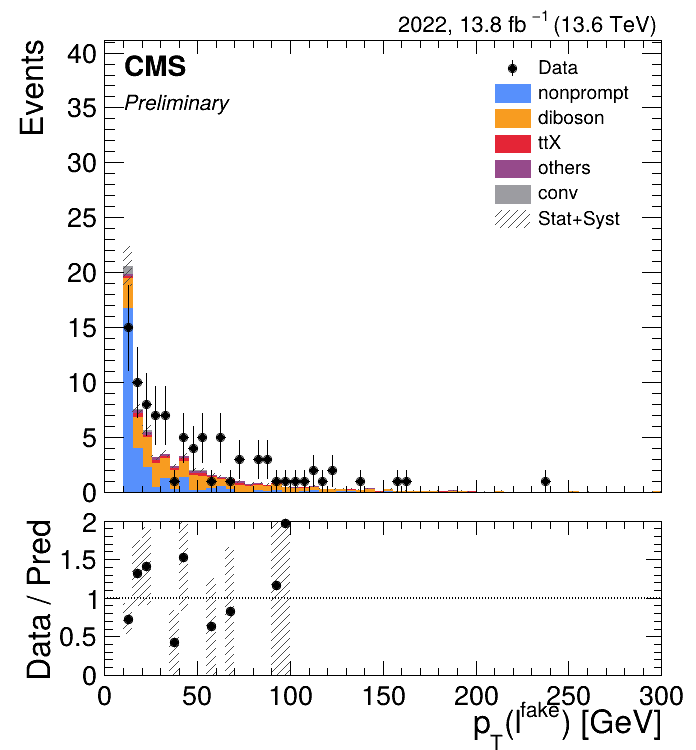 2022, 13.8 fb⁻¹ (13.6 TeV)
Events
40
35
30
25
20
15
10
5
0
CMS
Preliminary
Data
nonprompt
diboson
ttX
others
conv
Stat+Syst
Data / Pred
2
1.5
1
0.5
0
0 50 100 150 200 250 300
p_T(l^fake) [GeV]